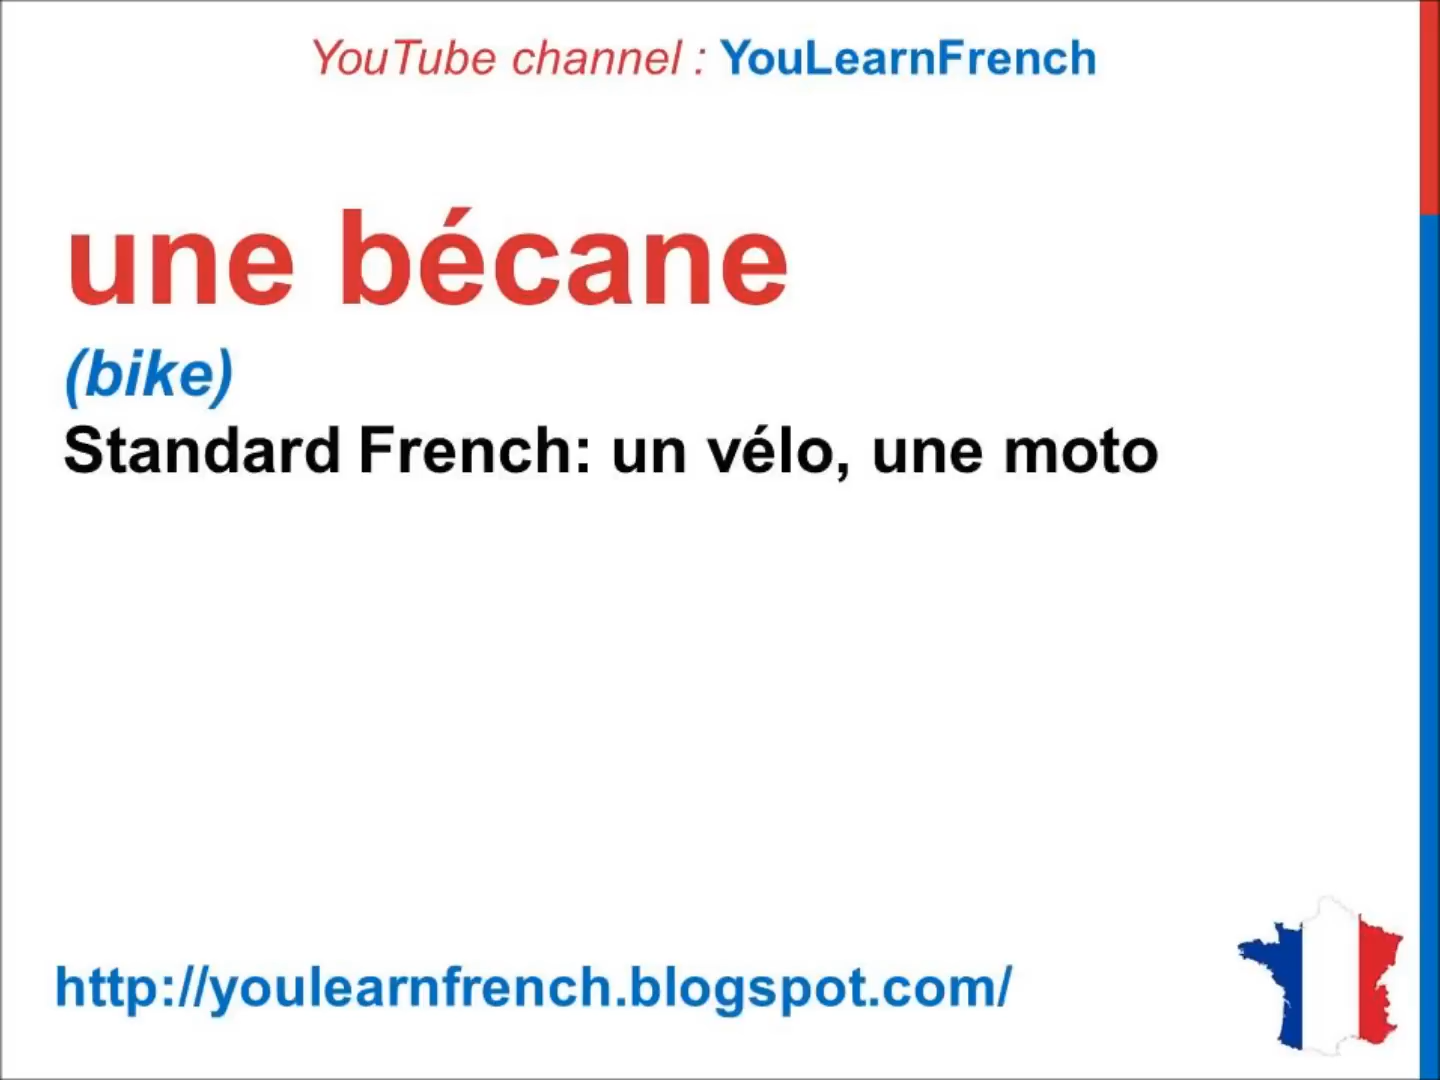 YouTube channel : YouLearnFrench
une bécane
(bike)
Standard French: un vélo, une moto
http://youlearnfrench.blogspot.com/